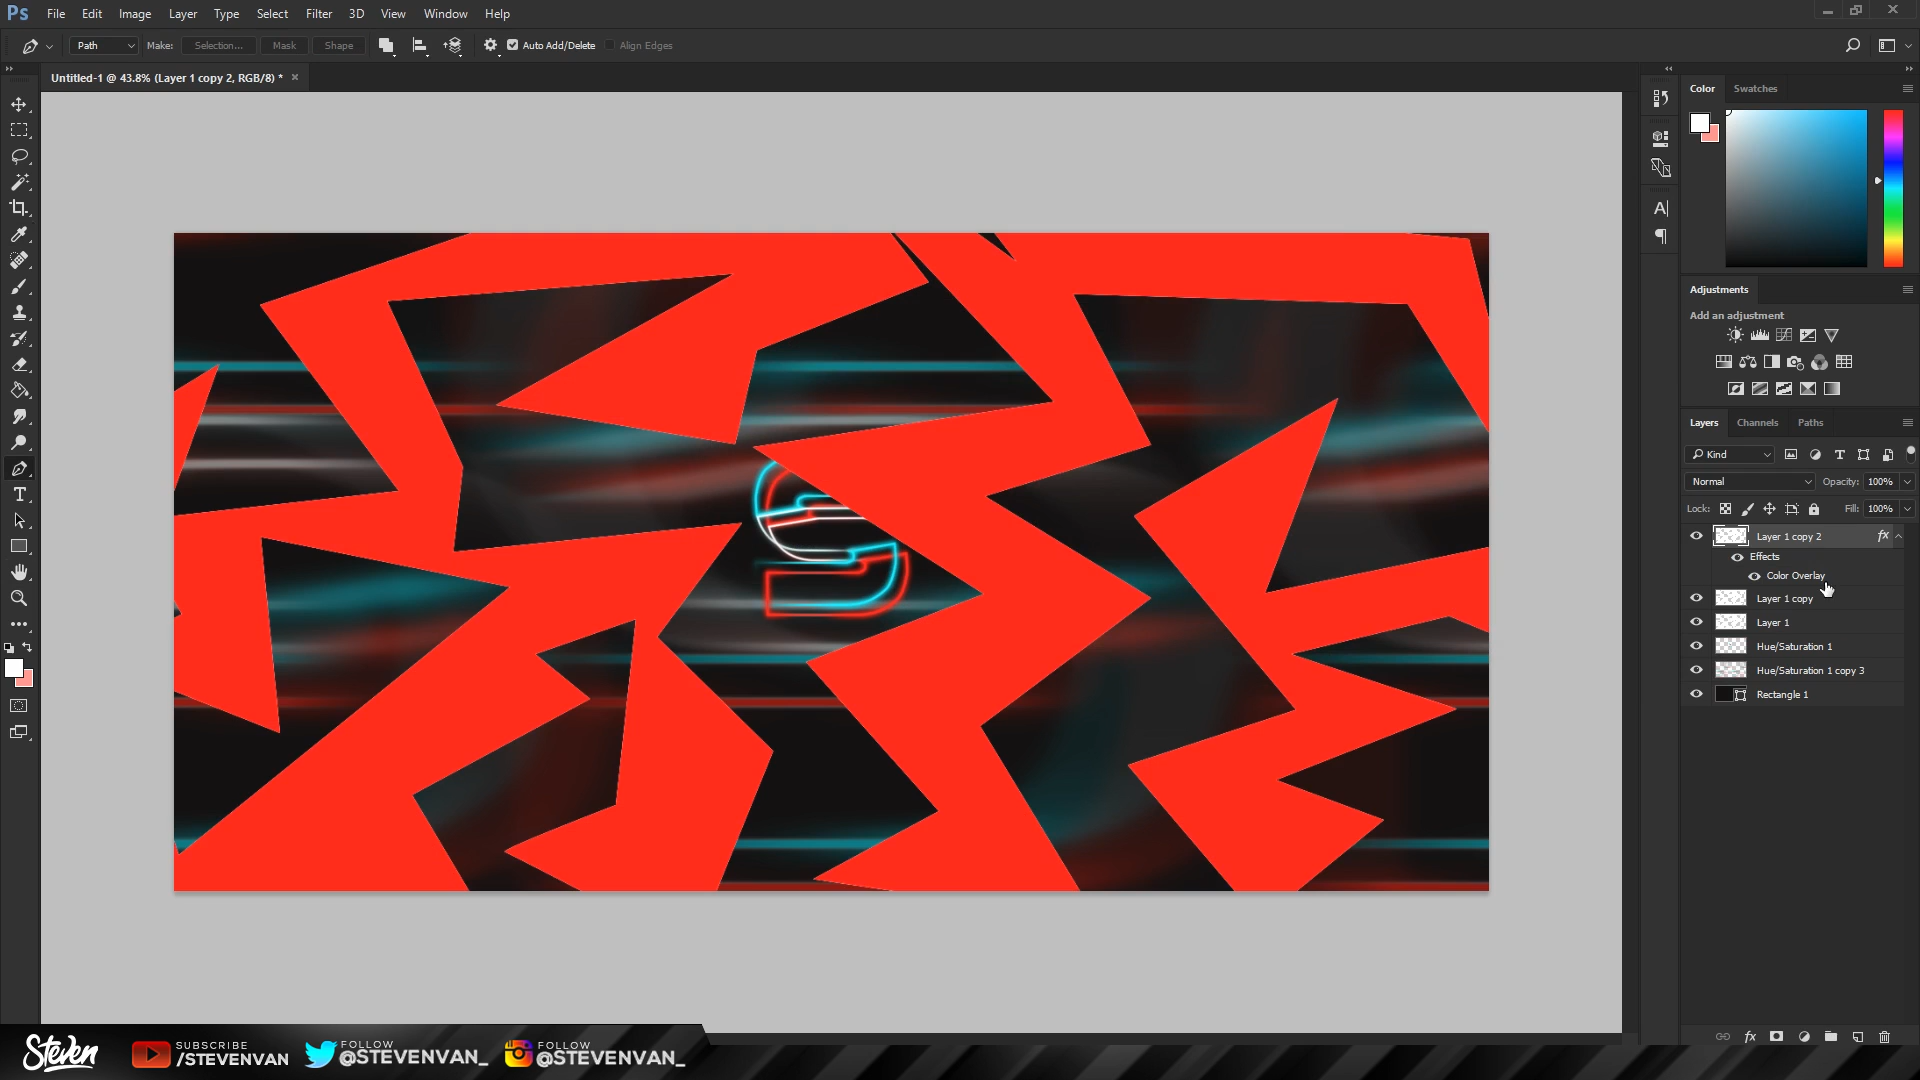 Ps File Edit Image Layer Type Select Filter 3D View Window Help
Path Make: Selection... Mask Shape Auto Add/Delete Align Edges
Untitled-1 @ 43.8% (Layer 1 copy 2, RGB/8) * ×
Color Swatches
Adjustments
Add an adjustment
Layers Channels Paths
Kind
Normal Opacity: 100%
Lock: Fill: 100%
Layer 1 copy 2 fx
Effects
Color Overlay
Layer 1 copy
Layer 1
Hue/Saturation 1
Hue/Saturation 1 copy 3
Rectangle 1
fx
Steven
SUBSCRIBE
/STEVENVAN
FOLLOW
@STEVENVAN_
FOLLOW
@STEVENVAN_